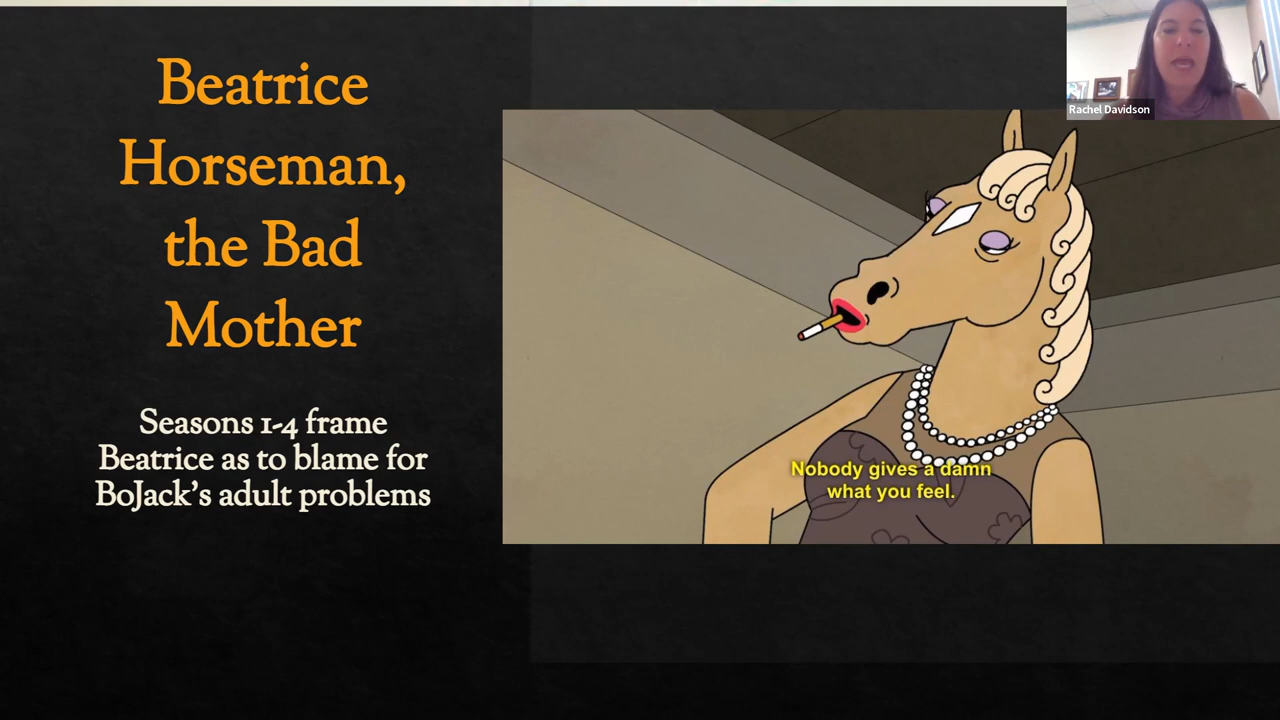 Beatrice
Horseman,
the Bad
Mother
Seasons 1-4 frame
Beatrice as to blame for
BoJack's adult problems
Nobody gives a damn
what you feel.
Rachel Davidson